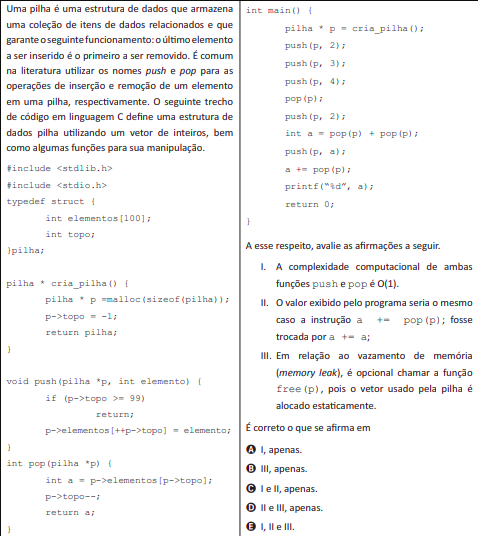 Uma pilha é uma estrutura de dados que armazena
uma coleção de itens de dados relacionados e que
garante o seguinte funcionamento: o último elemento
a ser inserido é o primeiro a ser removido. É comum
na literatura utilizar os nomes push e pop para as
operações de inserção e remoção de um elemento
em uma pilha, respectivamente. O seguinte trecho
de código em linguagem C define uma estrutura de
dados pilha utilizando um vetor de inteiros, bem
como algumas funções para sua manipulação.
#include <stdlib.h>
#include <stdio.h>
typedef struct {
int elementos[100];
int topo;
}pilha;
pilha * cria_pilha() {
pilha * p =malloc(sizeof(pilha));
p->topo = -1;
return pilha;
}
void push(pilha *p, int elemento) {
if (p->topo >= 99)
return;
p->elementos[++p->topo] = elemento;
}
int pop(pilha *p) {
int a = p->elementos[p->topo];
p->topo--;
return a;
}
int main() {
pilha * p = cria_pilha();
push(p, 2);
push(p, 3);
push(p, 4);
pop(p);
push(p, 2);
int a = pop(p) + pop(p);
push(p, a);
a += pop(p);
printf("%d", a);
return 0;
}
A esse respeito, avalie as afirmações a seguir.
I. A complexidade computacional de ambas
funções push e pop é O(1).
II. O valor exibido pelo programa seria o mesmo
caso a instrução a += pop(p); fosse
trocada por a += a;
III. Em relação ao vazamento de memória
(memory leak), é opcional chamar a função
free(p), pois o vetor usado pela pilha é
alocado estaticamente.
É correto o que se afirma em
A I, apenas.
B III, apenas.
C I e II, apenas.
D II e III, apenas.
E I, II e III.